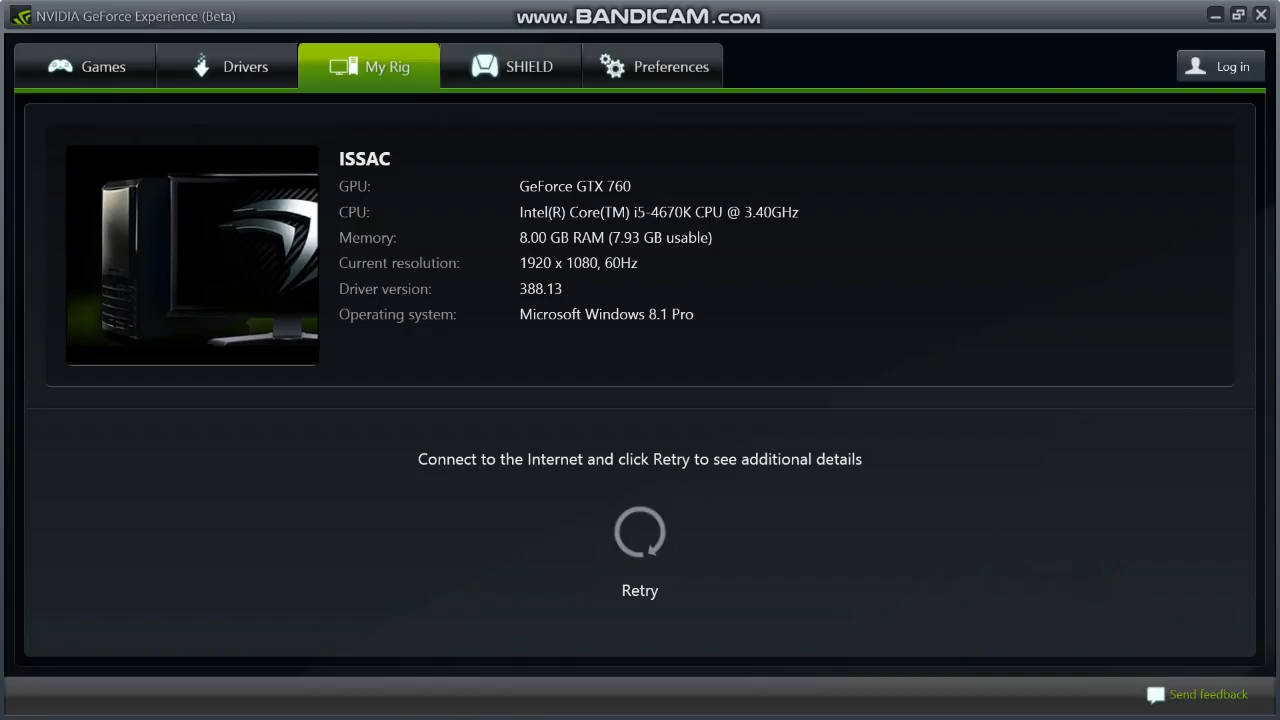 NVIDIA GeForce Experience (Beta)
www.BANDICAM.com
Games
Drivers
My Rig
SHIELD
Preferences
Log in
ISSAC
GPU: GeForce GTX 760
CPU: Intel(R) Core(TM) i5-4670K CPU @ 3.40GHz
Memory: 8.00 GB RAM (7.93 GB usable)
Current resolution: 1920 x 1080, 60Hz
Driver version: 388.13
Operating system: Microsoft Windows 8.1 Pro
Connect to the Internet and click Retry to see additional details
Retry
Send feedback